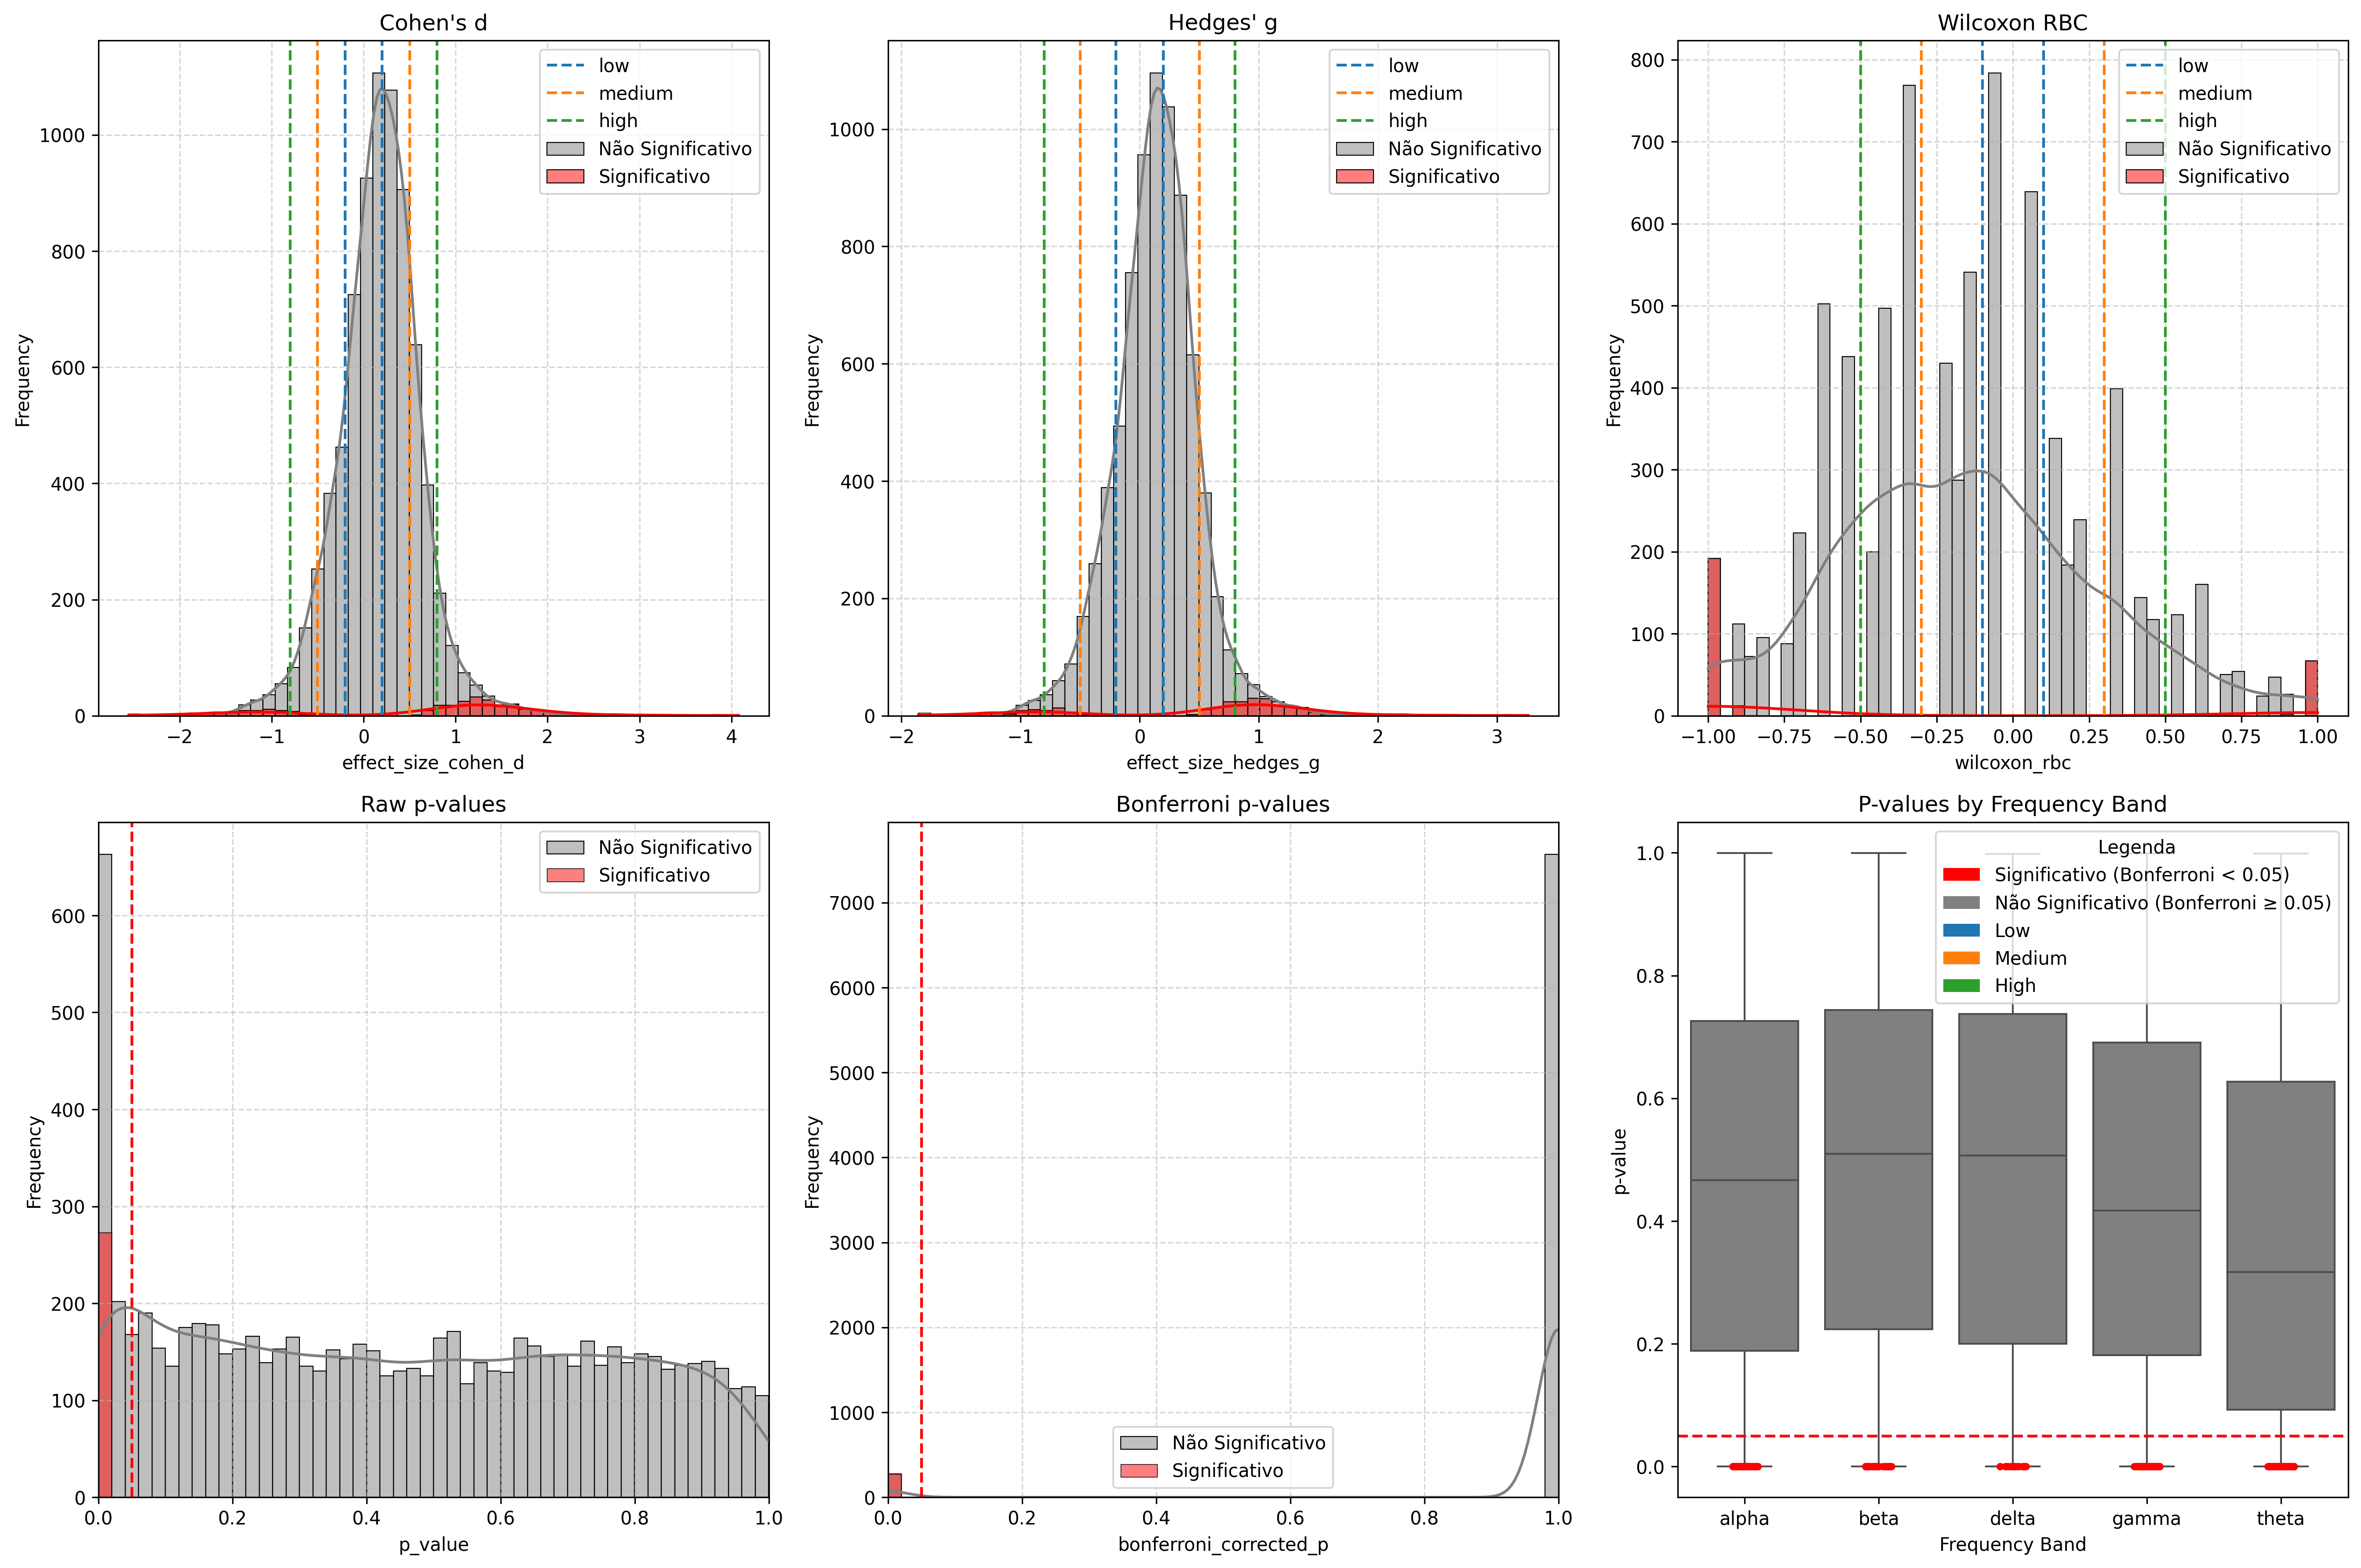 Cohen's d
low
medium
high
Não Significativo
Significativo
1000
800
600
400
200
0
Frequency
−2
−1
0
1
2
3
4
effect_size_cohen_d
Hedges' g
low
medium
high
Não Significativo
Significativo
1000
800
600
400
200
0
Frequency
−2
−1
0
1
2
3
effect_size_hedges_g
Wilcoxon RBC
low
medium
high
Não Significativo
Significativo
800
700
600
500
400
300
200
100
0
Frequency
−1.00
−0.75
−0.50
−0.25
0.00
0.25
0.50
0.75
1.00
wilcoxon_rbc
Raw p-values
Não Significativo
Significativo
600
500
400
300
200
100
0
Frequency
0.0
0.2
0.4
0.6
0.8
1.0
p_value
Bonferroni p-values
7000
6000
5000
4000
3000
2000
1000
0
Frequency
Não Significativo
Significativo
0.0
0.2
0.4
0.6
0.8
1.0
bonferroni_corrected_p
P-values by Frequency Band
Legenda
Significativo (Bonferroni < 0.05)
Não Significativo (Bonferroni ≥ 0.05)
Low
Medium
High
1.0
0.8
0.6
0.4
0.2
0.0
p-value
alpha
beta
delta
gamma
theta
Frequency Band